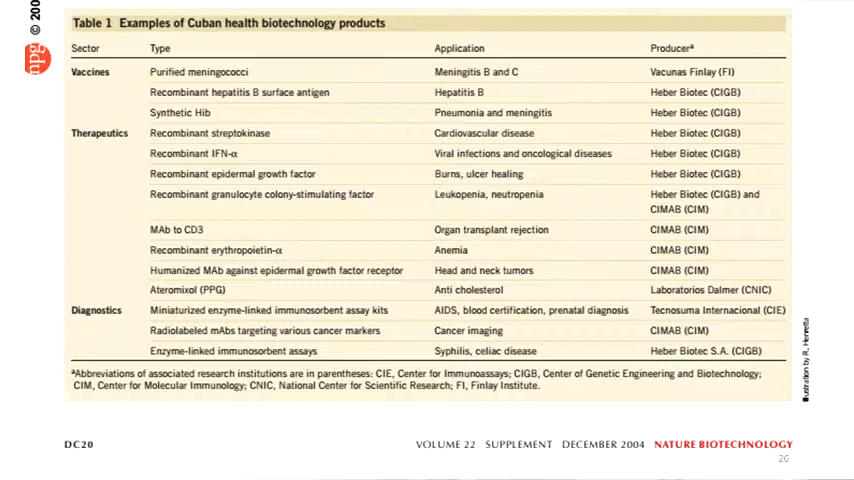 npg © 200
Table 1 Examples of Cuban health biotechnology products
Sector Type Application Producerᵃ
Vaccines Purified meningococci Meningitis B and C Vacunas Finlay (FI)
Recombinant hepatitis B surface antigen Hepatitis B Heber Biotec (CIGB)
Synthetic Hib Pneumonia and meningitis Heber Biotec (CIGB)
Therapeutics Recombinant streptokinase Cardiovascular disease Heber Biotec (CIGB)
Recombinant IFN-α Viral infections and oncological diseases Heber Biotec (CIGB)
Recombinant epidermal growth factor Burns, ulcer healing Heber Biotec (CIGB)
Recombinant granulocyte colony-stimulating factor Leukopenia, neutropenia Heber Biotec (CIGB) and
CIMAB (CIM)
MAb to CD3 Organ transplant rejection CIMAB (CIM)
Recombinant erythropoietin-α Anemia CIMAB (CIM)
Humanized MAb against epidermal growth factor receptor Head and neck tumors CIMAB (CIM)
Ateromixol (PPG) Anti cholesterol Laboratorios Dalmer (CNIC)
Diagnostics Miniaturized enzyme-linked immunosorbent assay kits AIDS, blood certification, prenatal diagnosis Tecnosuma Internacional (CIE)
Radiolabeled mAbs targeting various cancer markers Cancer imaging CIMAB (CIM)
Enzyme-linked immunosorbent assays Syphilis, celiac disease Heber Biotec S.A. (CIGB)
ᵃAbbreviations of associated research institutions are in parentheses: CIE, Center for Immunoassays; CIGB, Center of Genetic Engineering and Biotechnology;
CIM, Center for Molecular Immunology; CNIC, National Center for Scientific Research; FI, Finlay Institute.
DC20 VOLUME 22 SUPPLEMENT DECEMBER 2004 NATURE BIOTECHNOLOGY
26